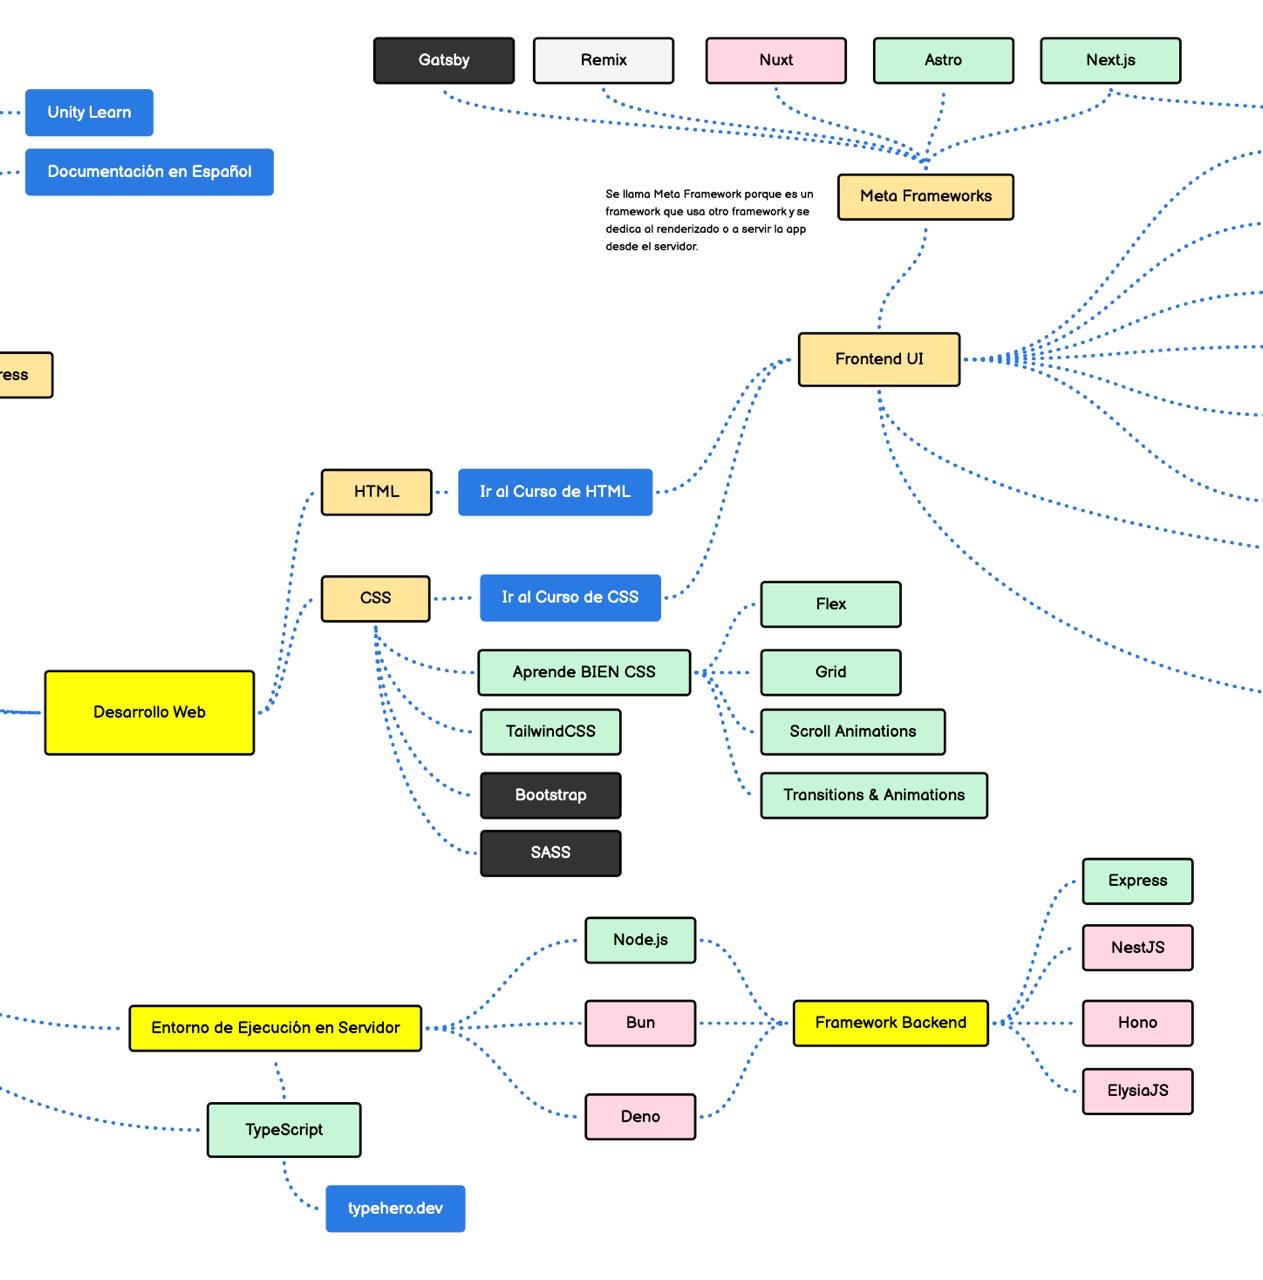 Gatsby
Remix
Nuxt
Astro
Next.js
Unity Learn
Documentación en Español
Meta Frameworks
Se llama Meta Framework porque es un
framework que usa otro framework y se
dedica al renderizado o a servir la app
desde el servidor.
Frontend UI
ress
HTML
Ir al Curso de HTML
CSS
Ir al Curso de CSS
Flex
Aprende BIEN CSS
Grid
Desarrollo Web
TailwindCSS
Scroll Animations
Bootstrap
Transitions & Animations
SASS
Express
Node.js
NestJS
Entorno de Ejecución en Servidor
Bun
Framework Backend
Hono
ElysiaJS
Deno
TypeScript
typehero.dev